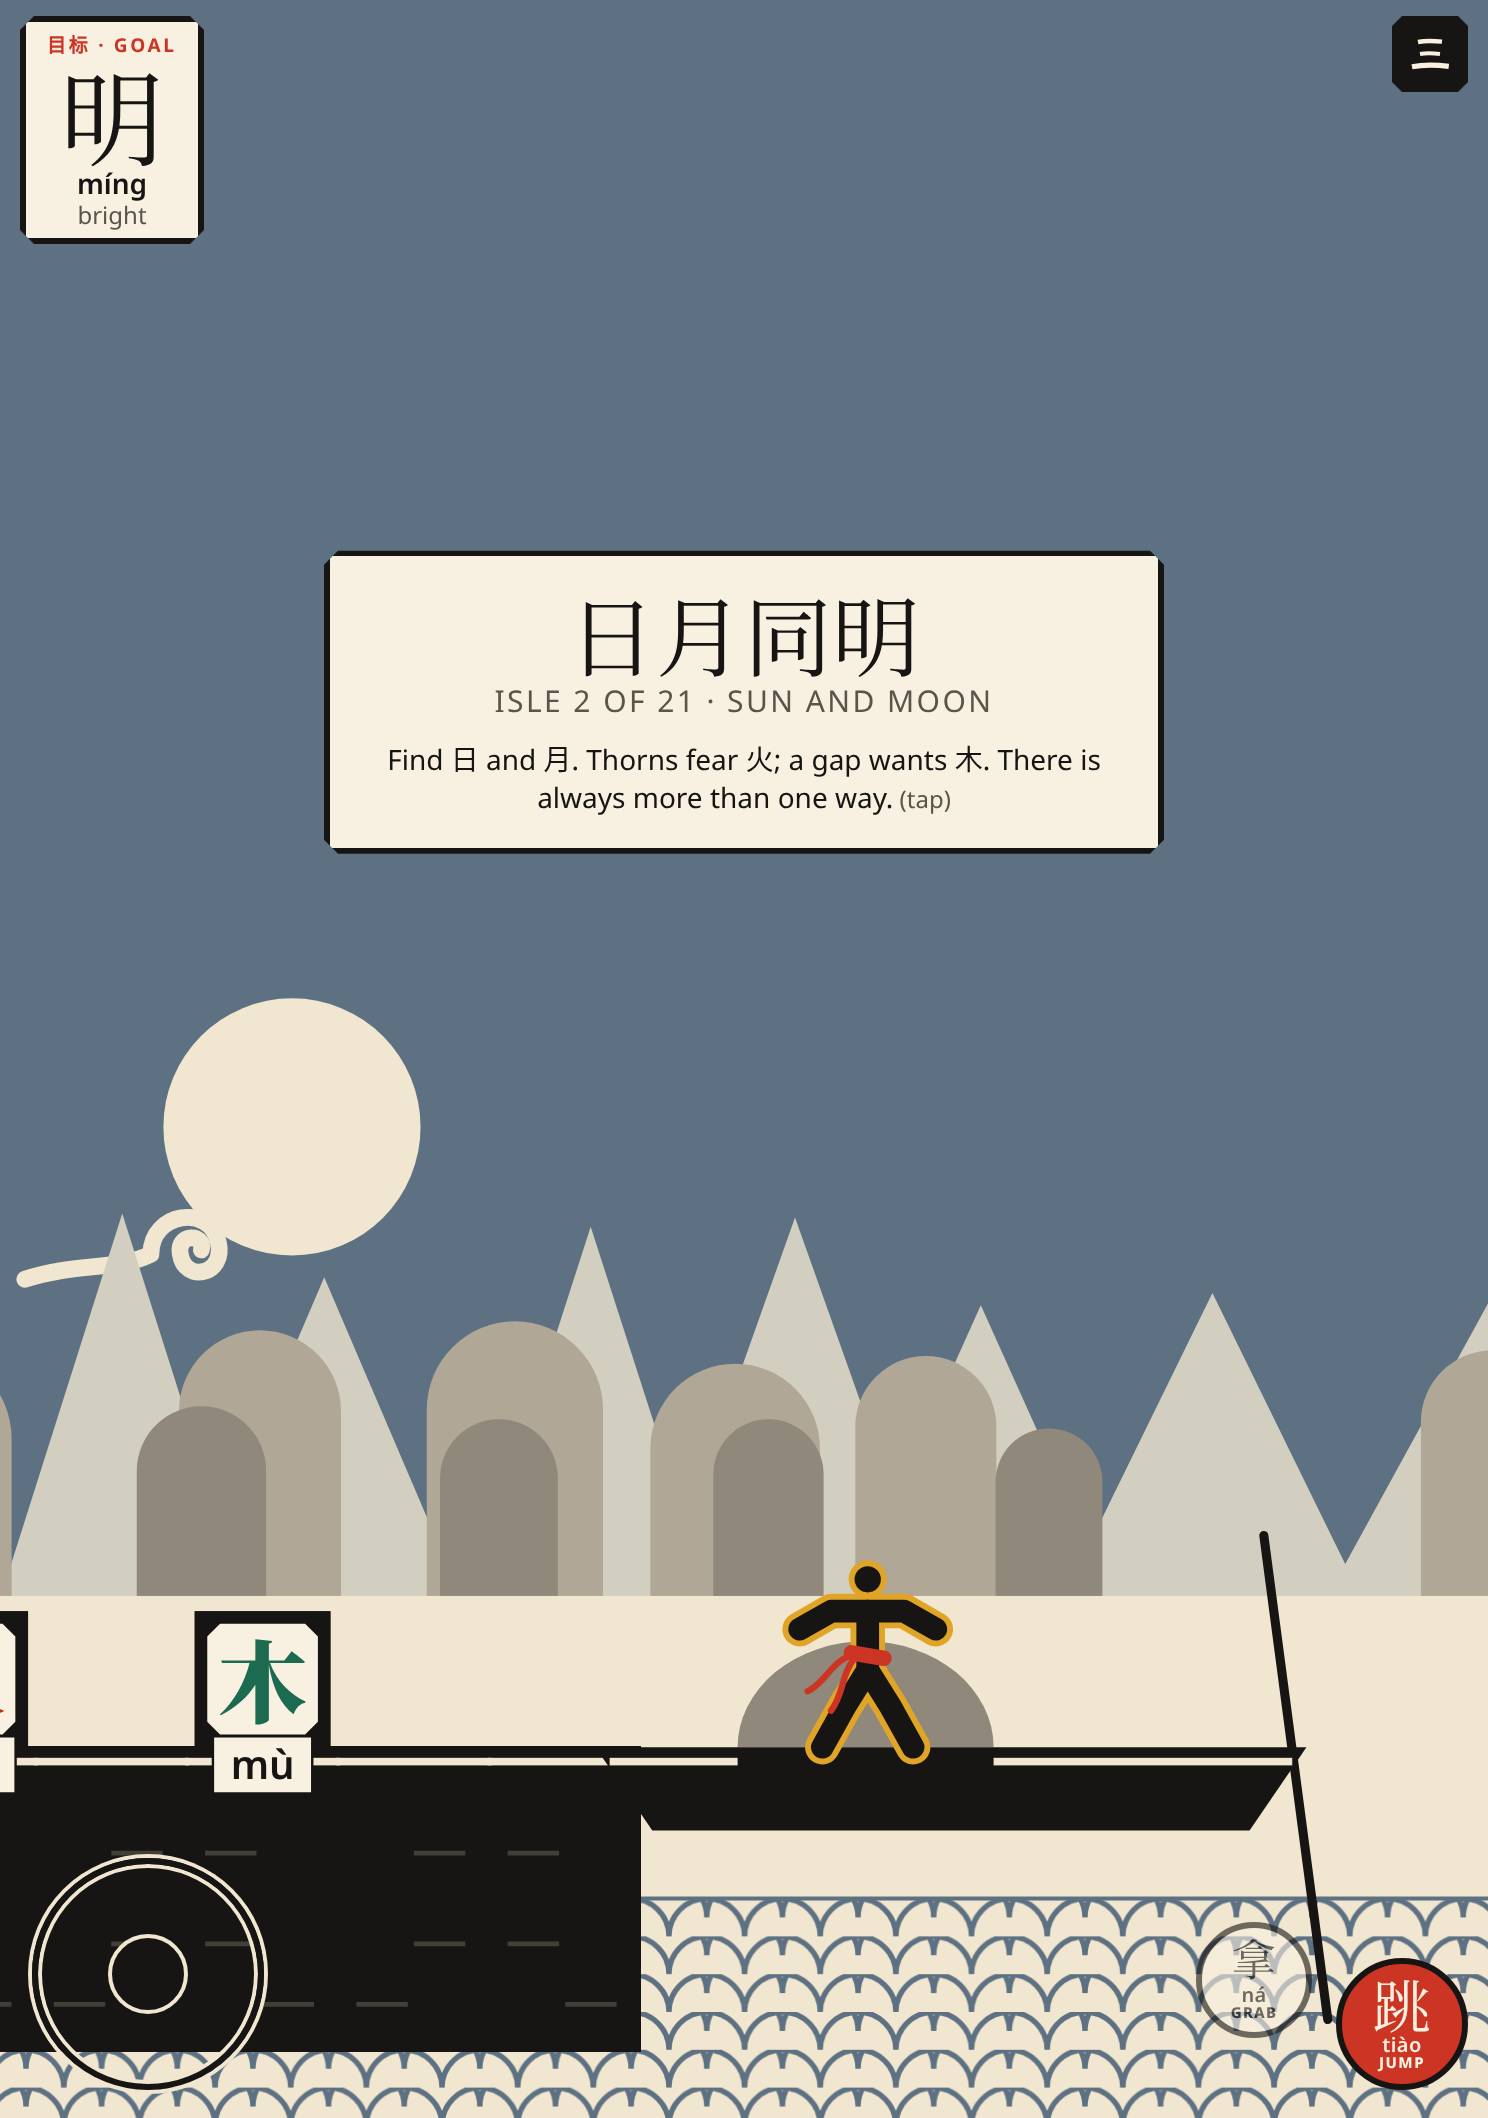 目标 · GOAL
明
míng
bright
三
日月同明
ISLE 2 OF 21 · SUN AND MOON
Find 日 and 月. Thorns fear 火; a gap wants 木. There is
always more than one way. (tap)
木
mù
拿
ná
GRAB
跳
tiào
JUMP